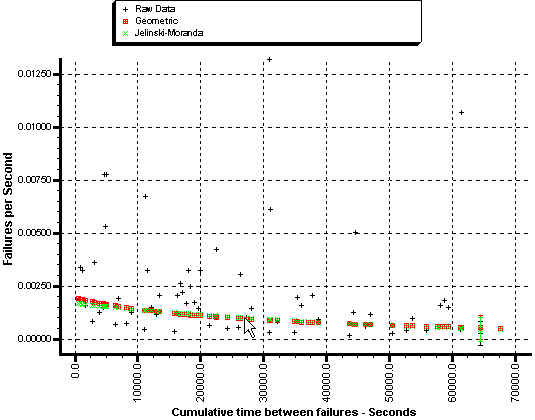 Raw Data
Geometric
Jelinski-Moranda
0.01250
0.01000
0.00750
0.00500
0.00250
0.00000
Failures per Second
0.0
10000.0
20000.0
30000.0
40000.0
50000.0
60000.0
70000.0
Cumulative time between failures - Seconds